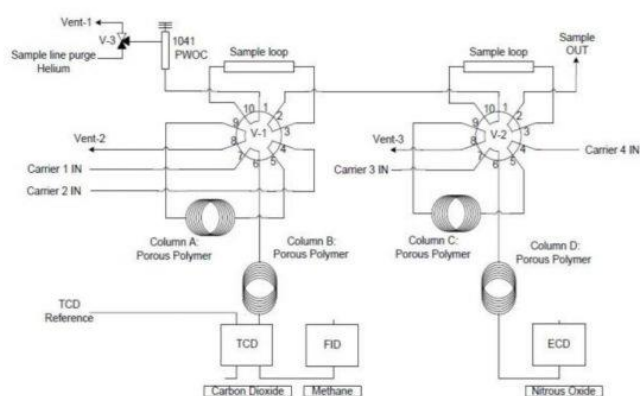 Vent-1
V-3
1041
PWOC
Sample line purge
Helium
Sample loop
10 1 2 3 4 5 6 7 8 9
V-1
Vent-2
Carrier 1 IN
Carrier 2 IN
Column A:
Porous Polymer
Column B:
Porous Polymer
Sample loop
Sample
OUT
10 1 2 3 4 5 6 7 8 9
V-2
Vent-3
Carrier 3 IN
Carrier 4 IN
Column C:
Porous Polymer
Column D:
Porous Polymer
TCD
Reference
TCD
FID
ECD
Carbon Dioxide
Methane
Nitrous Oxide